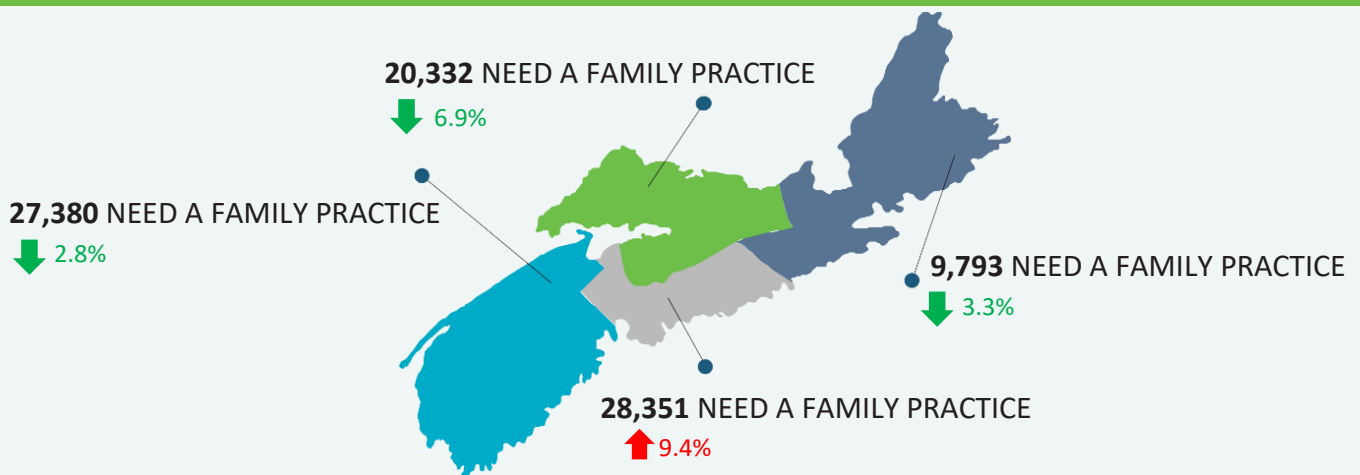 20,332 NEED A FAMILY PRACTICE
6.9%
27,380 NEED A FAMILY PRACTICE
2.8%
9,793 NEED A FAMILY PRACTICE
3.3%
28,351 NEED A FAMILY PRACTICE
9.4%